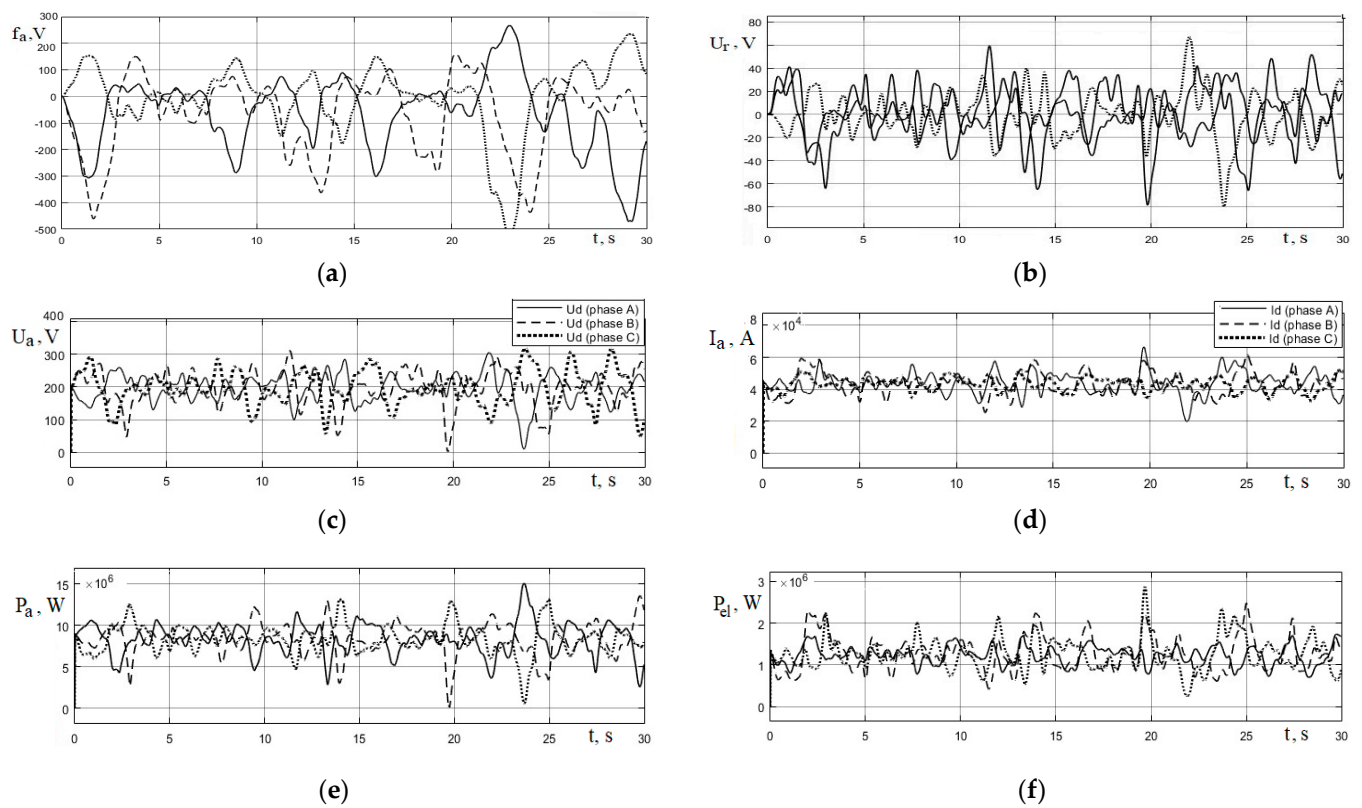 f_a, V
300
200
100
0
-100
-200
-300
-400
-500
0 5 10 15 20 25 30
t, s
(a)
U_r, V
80
60
40
20
0
-20
-40
-60
-80
0 5 10 15 20 25 30
t, s
(b)
U_a, V
400
300
200
100
0
Ud (phase A)
Ud (phase B)
Ud (phase C)
0 5 10 15 20 25 30
t, s
(c)
I_a, A
×10^4
8
6
4
2
0
Id (phase A)
Id (phase B)
Id (phase C)
0 5 10 15 20 25 30
t, s
(d)
P_a, W
×10^6
15
10
5
0
0 5 10 15 20 25 30
t, s
(e)
P_el, W
×10^6
3
2
1
0
0 5 10 15 20 25 30
t, s
(f)